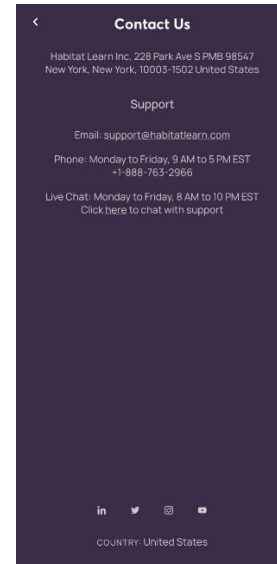 Contact Us
Habitat Learn Inc, 228 Park Ave S PMB 98547
New York, New York, 10003-1502 United States
Support
Email: support@habitatlearn.com
Phone: Monday to Friday, 9 AM to 5 PM EST
+1-888-763-2966
Live Chat: Monday to Friday, 8 AM to 10 PM EST
Click here to chat with support
in
COUNTRY: United States